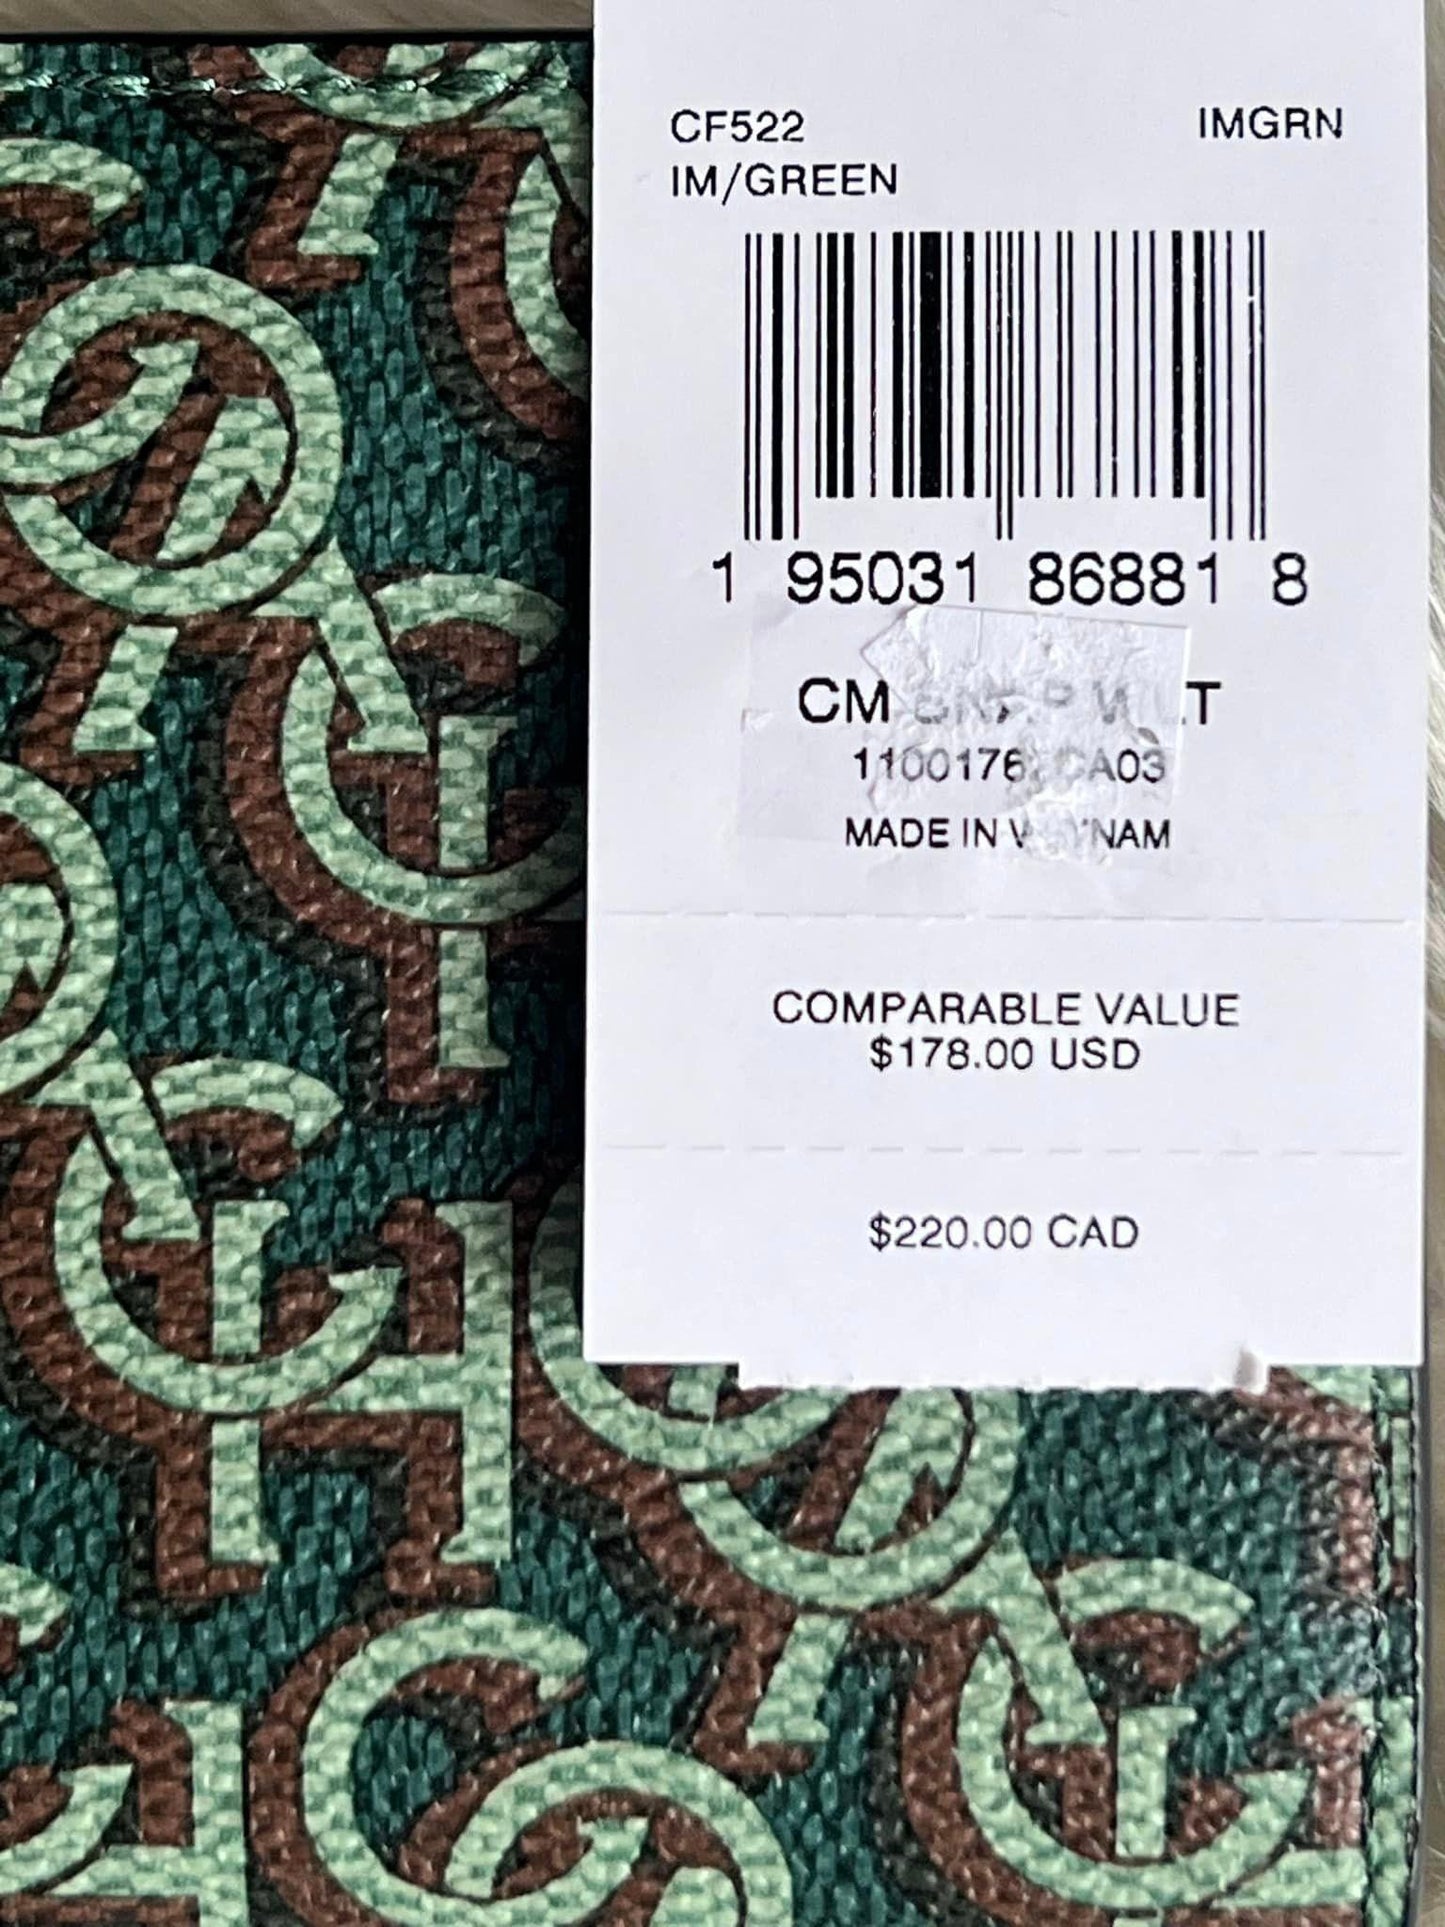 CF522 IMGRN
IM/GREEN
1 95031 86881 8
CM
COMPARABLE VALUE
$178.00 USD
$220.00 CAD
MADE IN